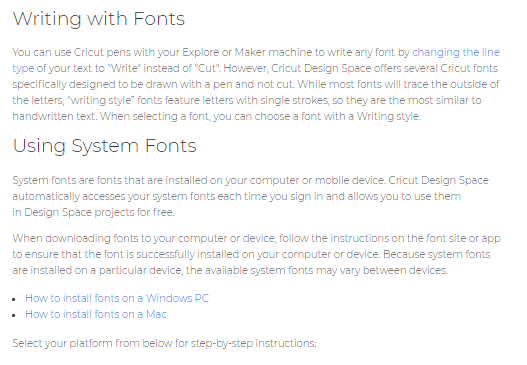 Writing with Fonts
You can use Cricut pens with your Explore or Maker machine to write any font by changing the line
type of your text to "Write" instead of "Cut". However, Cricut Design Space offers several Cricut fonts
specifically designed to be drawn with a pen and not cut. While most fonts will trace the outside of
the letters, "writing style" fonts feature letters with single strokes, so they are the most similar to
handwritten text. When selecting a font, you can choose a font with a Writing style.
Using System Fonts
System fonts are fonts that are installed on your computer or mobile device. Cricut Design Space
automatically accesses your system fonts each time you sign in and allows you to use them
in Design Space projects for free.
When downloading fonts to your computer or device, follow the instructions on the font site or app
to ensure that the font is successfully installed on your computer or device. Because system fonts
are installed on a particular device, the available system fonts may vary between devices.
• How to install fonts on a Windows PC
• How to install fonts on a Mac
Select your platform from below for step-by-step instructions: